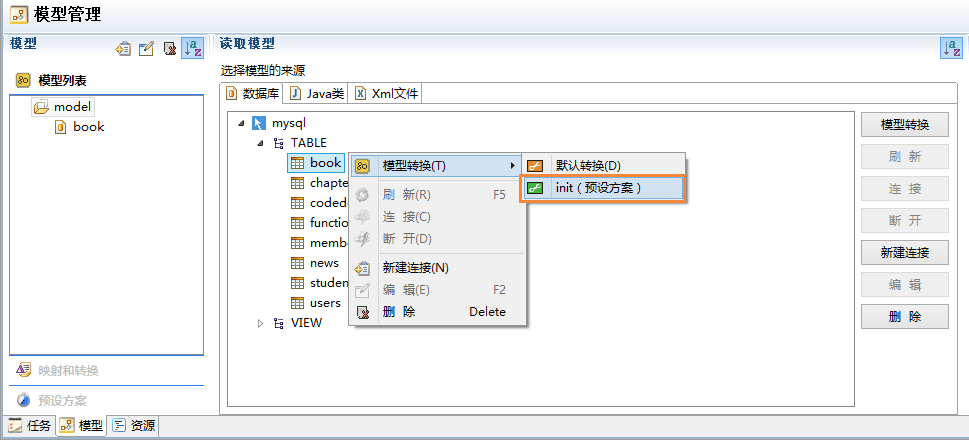 模型管理
模型
模型列表
model
book
映射和转换
预设方案
读取模型
选择模型的来源
数据库 Java类 Xml文件
mysql
TABLE
book
chapte
coded
functio
memb
news
studen
users
VIEW
模型转换(T)
刷 新(R) F5
连 接(C)
断 开(D)
新建连接(N)
编 辑(E) F2
删 除 Delete
默认转换(D)
init（预设方案）
模型转换
刷 新
连 接
断 开
新建连接
编 辑
删 除
任务 模型 资源